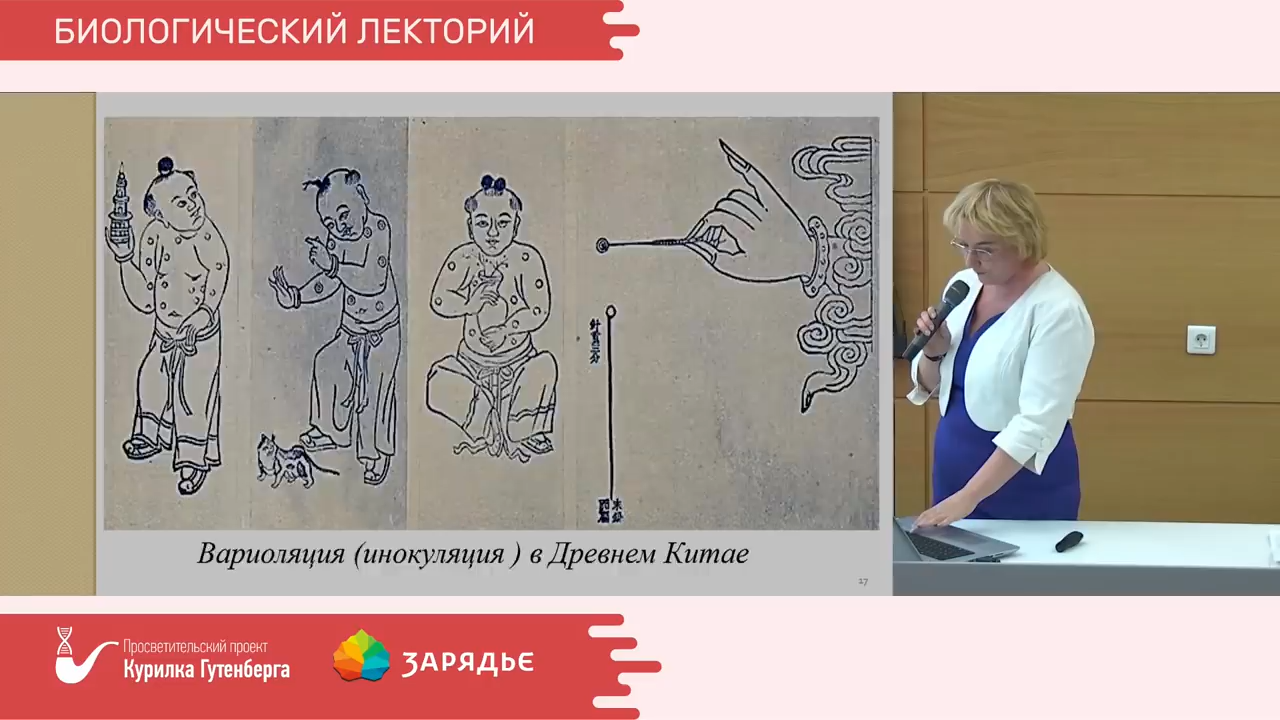 БИОЛОГИЧЕСКИЙ ЛЕКТОРИЙ
Вариоляция (инокуляция ) в Древнем Китае
17
Просветительский проект
Курилка Гутенберга
ЗАРЯДЬЕ